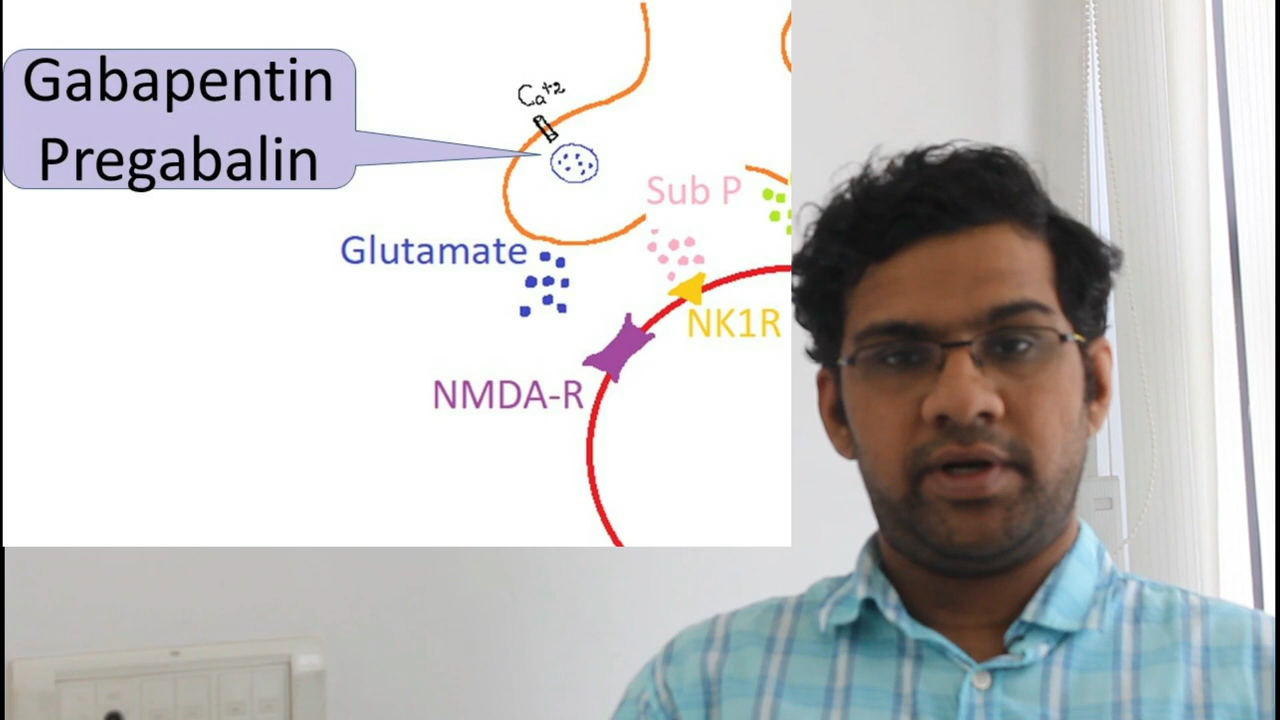 Gabapentin
Pregabalin
Ca+2
Sub P
Glutamate
NK1R
NMDA-R